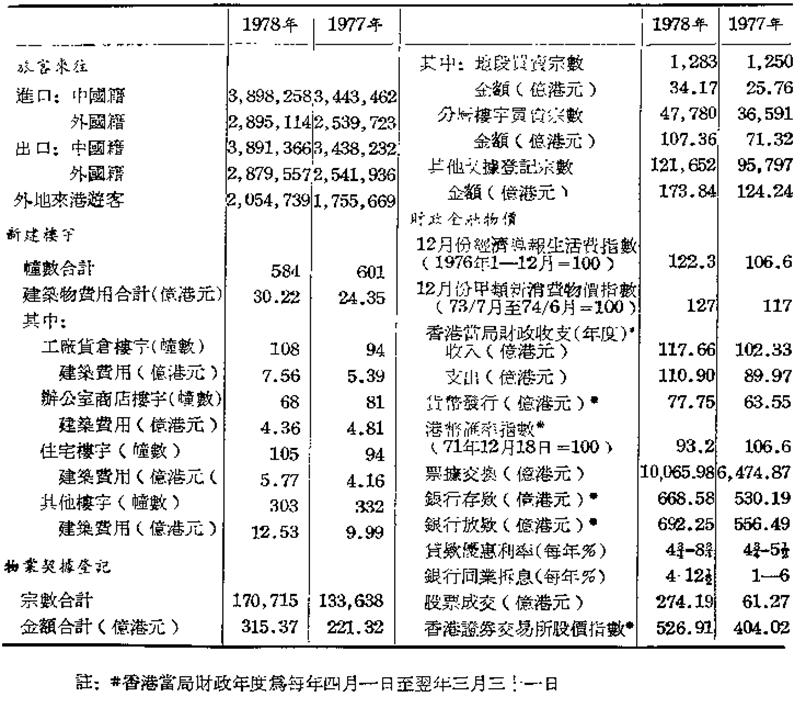 1978年 1977年
旅客來往
進口：中國籍 3,898,258 3,443,462
外國籍 2,895,114 2,539,723
出口：中國籍 3,891,366 3,438,232
外國籍 2,879,557 2,541,936
外地來港遊客 2,054,739 1,755,669
新建樓宇
幢數合計 584 601
建築物費用合計(億港元) 30.22 24.35
其中：
工廠貨倉樓宇(幢數) 108 94
建築費用(億港元) 7.56 5.39
辦公室商店樓宇(幢數) 68 81
建築費用(億港元) 4.36 4.81
住宅樓宇(幢數) 105 94
建築費用(億港元( 5.77 4.16
其他樓宇(幢數) 303 332
建築費用(億港元) 12.53 9.99
物業契據登記
宗數合計 170,715 133,638
金額合計(億港元) 315.37 221.32
1978年 1977年
其中：地段買賣宗數 1,283 1,250
金額(億港元) 34.17 25.76
分層樓宇買賣宗數 47,780 36,591
金額(億港元) 107.36 71.32
其他文據登記宗數 121,652 95,797
金額(億港元) 173.84 124.24
財政金融物價
12月份經濟導報生活費指數
(1976年1—12月=100) 122.3 106.6
12月份甲類新消費物價指數
(73/7月至74/6月=100) 127 117
香港當局財政收支(年度)#
收入(億港元) 117.66 102.33
支出(億港元) 110.90 89.97
貨幣發行(億港元)* 77.75 63.55
港幣滙率指數*
(71年12月18日=100) 93.2 106.6
票據交換(億港元) 10,065.98 6,474.87
銀行存款(億港元)* 668.58 530.19
銀行放款(億港元)* 692.25 556.49
貸款優惠利率(每年%) 4¾-8¾ 4¾-5½
銀行同業拆息(每年%) 4-12½ 1—6
股票成交(億港元) 274.19 61.27
香港證券交易所股價指數* 526.91 404.02
註：#香港當局財政年度爲每年四月一日至翌年三月三十一日